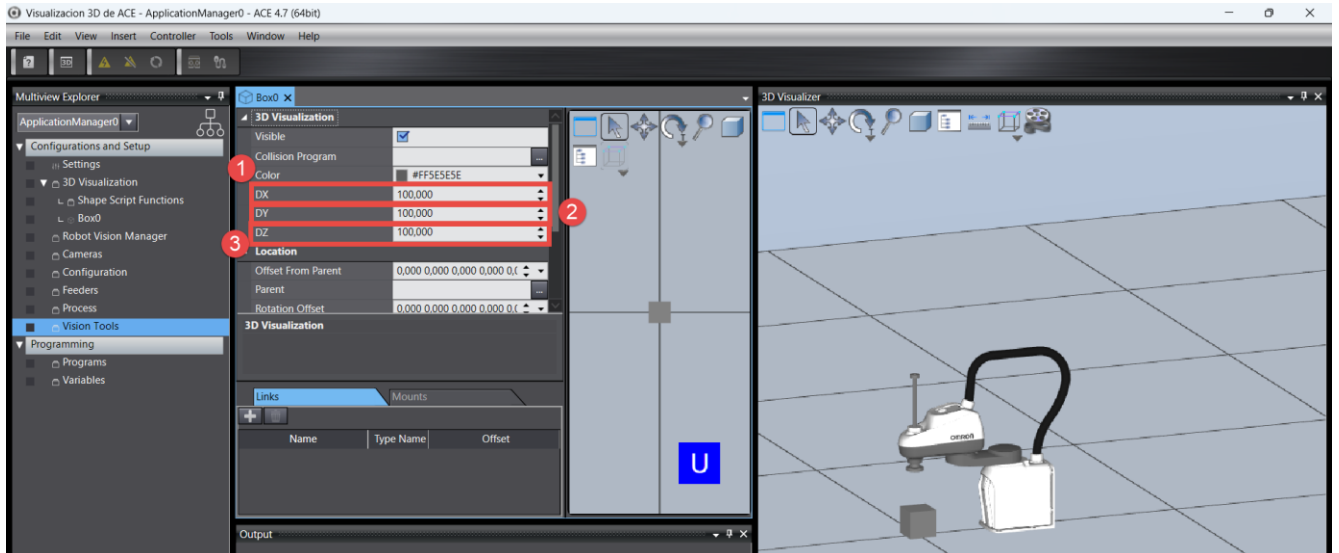 Visualizacion 3D de ACE - ApplicationManager0 - ACE 4.7 (64bit)
File Edit View Insert Controller Tools Window Help
Multiview Explorer
ApplicationManager0
Configurations and Setup
Settings
3D Visualization
Shape Script Functions
Box0
Robot Vision Manager
Cameras
Configuration
Feeders
Process
Vision Tools
Programming
Programs
Variables
Box0
3D Visualization
Visible
Collision Program
1
Color #FF5E5E5E
DX 100,000
DY 100,000
2
DZ 100,000
3
Location
Offset From Parent 0,000 0,000 0,000 0,000 0,(
Parent
Rotation Offset 0,000 0,000 0,000 0,000 0,(
3D Visualization
Links Mounts
Name Type Name Offset
U
Output
3D Visualizer
3D
omron